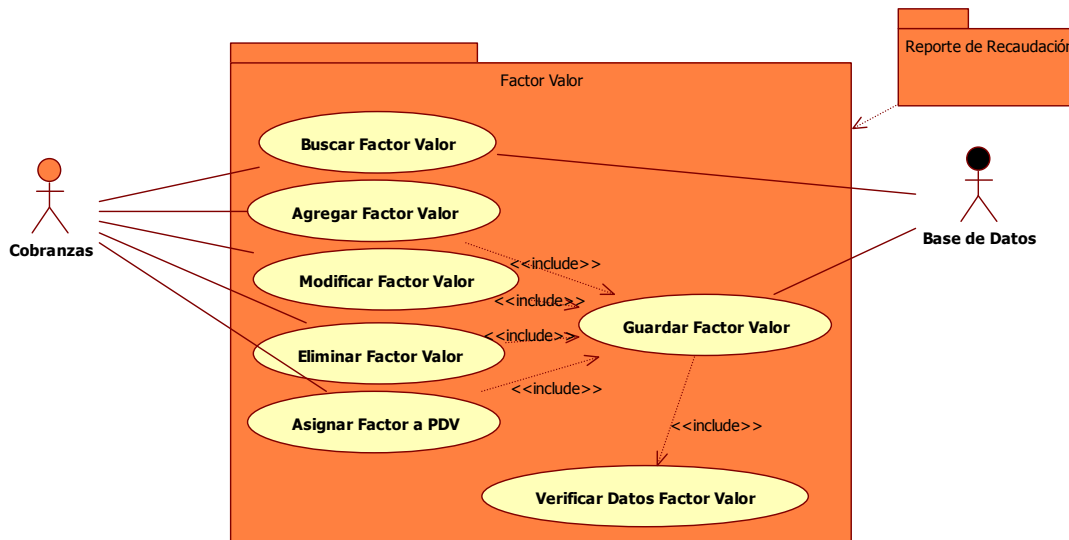 Reporte de Recaudación
Factor Valor
Buscar Factor Valor
Agregar Factor Valor
Cobranzas
Base de Datos
<<include>>
Modificar Factor Valor
<<include>>
Guardar Factor Valor
<<include>>
Eliminar Factor Valor
<<include>>
Asignar Factor a PDV
<<include>>
Verificar Datos Factor Valor